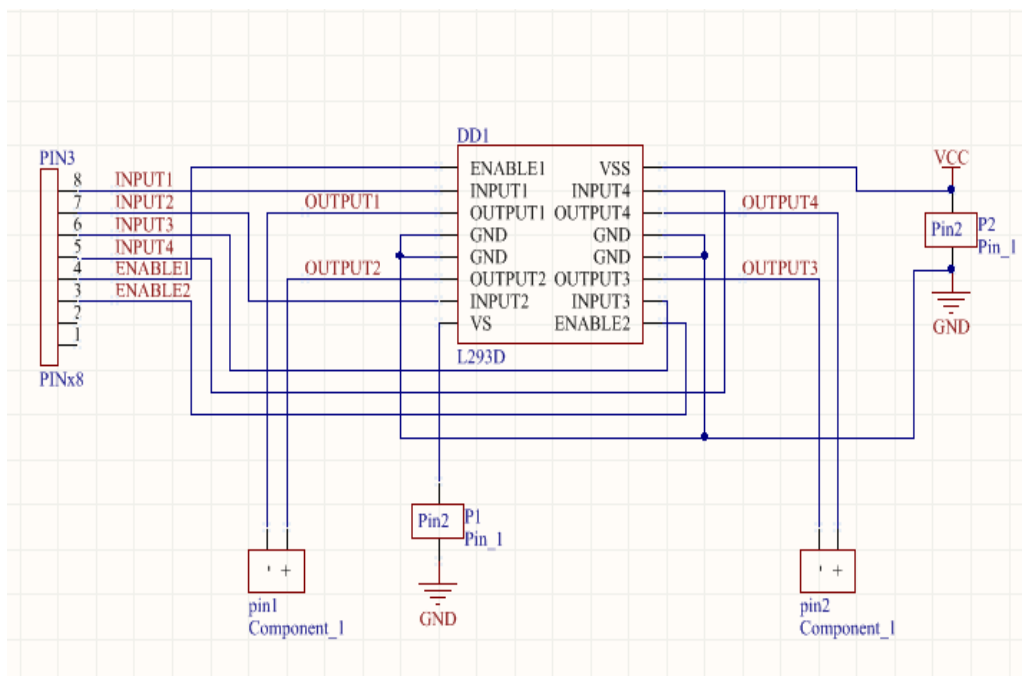 DD1
PIN3
8
7
6
5
4
3
2
1
PINx8
INPUT1
INPUT2
INPUT3
INPUT4
ENABLE1
ENABLE2
OUTPUT1
OUTPUT2
ENABLE1 VSS
INPUT1 INPUT4
OUTPUT1 OUTPUT4
GND GND
GND GND
OUTPUT2 OUTPUT3
INPUT2 INPUT3
VS ENABLE2
L293D
OUTPUT4
OUTPUT3
VCC
Pin2
P2
Pin_1
GND
Pin2
P1
Pin_1
GND
' +
pin1
Component_1
' +
pin2
Component_1